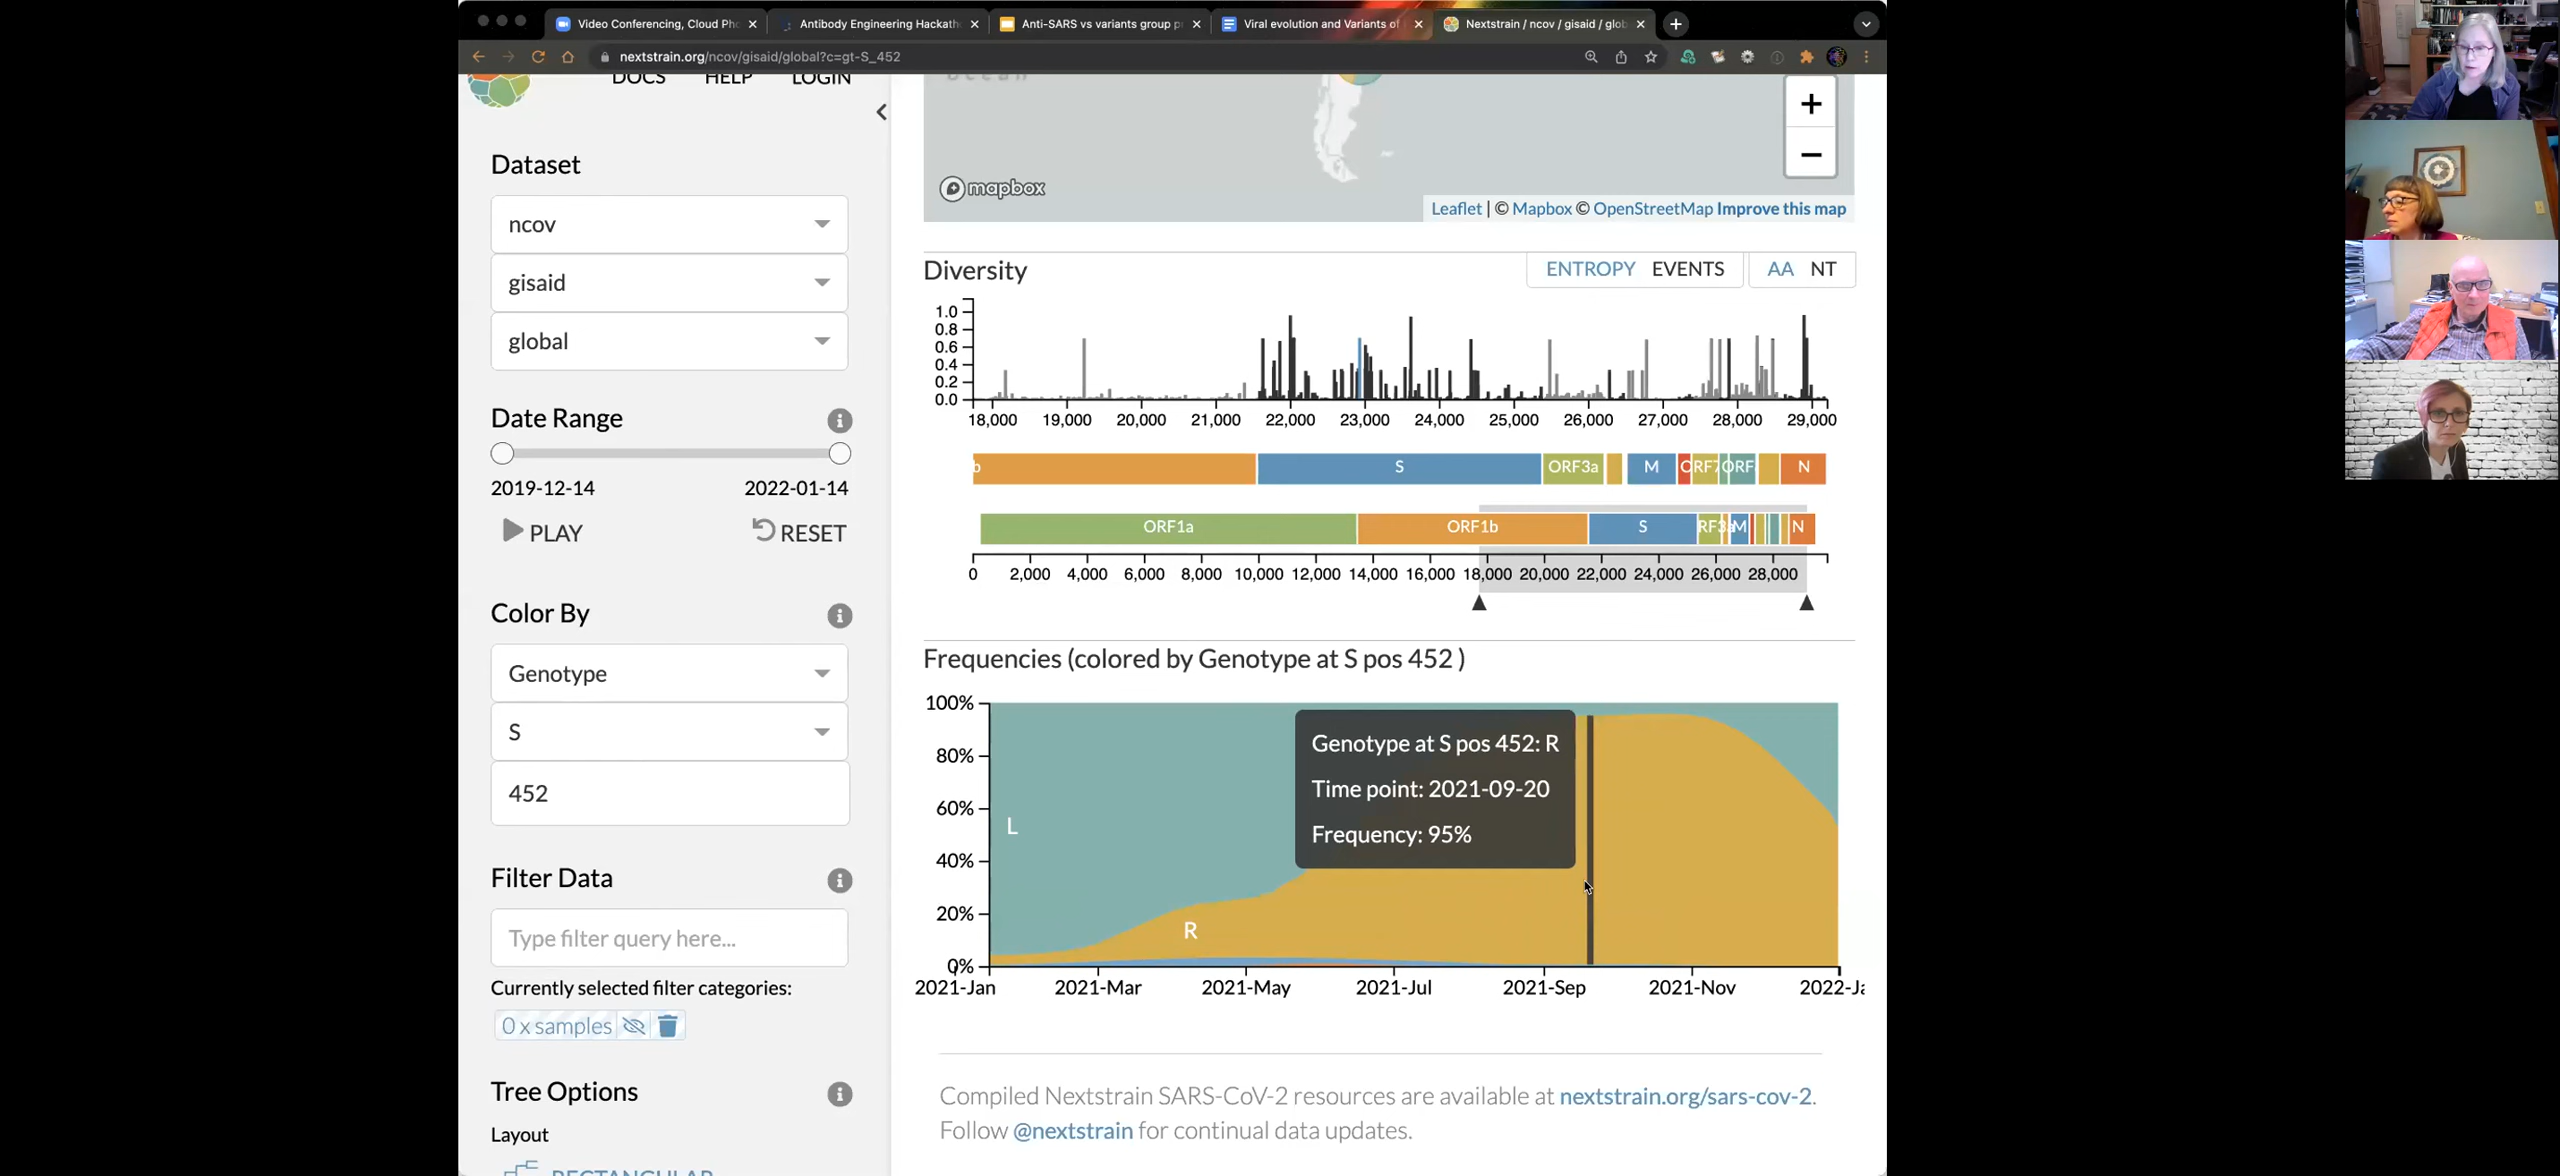 Video Conferencing, Cloud Pho
Antibody Engineering Hackath
Anti-SARS vs variants group p
Viral evolution and Variants of
Nextstrain / ncov / gisaid / glob
nextstrain.org/ncov/gisaid/global?c=gt-S_452
DOCS HELP LOGIN
Dataset
ncov
gisaid
global
Date Range
2019-12-14 2022-01-14
PLAY RESET
Color By
Genotype
S
452
Filter Data
Type filter query here...
Currently selected filter categories:
0 x samples
Tree Options
Layout
RECTANGULAR
ocean
+
−
mapbox
Leaflet | © Mapbox © OpenStreetMap Improve this map
Diversity
ENTROPY EVENTS AA NT
1.0
0.8
0.6
0.4
0.2
0.0
18,000 19,000 20,000 21,000 22,000 23,000 24,000 25,000 26,000 27,000 28,000 29,000
b S ORF3a M ORF7 ORF N
ORF1a ORF1b S RF3a M N
0 2,000 4,000 6,000 8,000 10,000 12,000 14,000 16,000 18,000 20,000 22,000 24,000 26,000 28,000
Frequencies (colored by Genotype at S pos 452 )
100%
80%
60%
40%
20%
0%
L
R
Genotype at S pos 452: R
Time point: 2021-09-20
Frequency: 95%
2021-Jan 2021-Mar 2021-May 2021-Jul 2021-Sep 2021-Nov 2022-Ja
Compiled Nextstrain SARS-CoV-2 resources are available at nextstrain.org/sars-cov-2.
Follow @nextstrain for continual data updates.